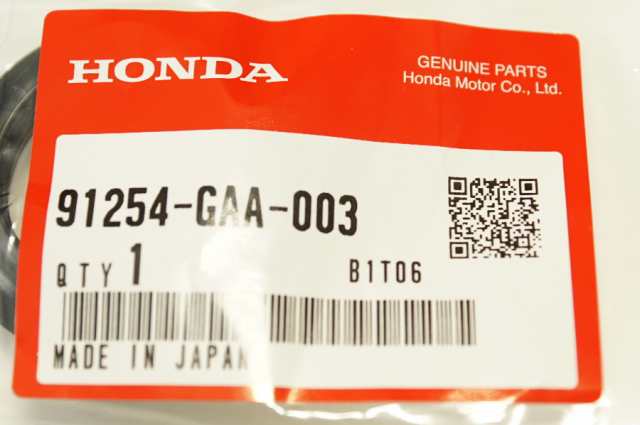 HONDA
GENUINE PARTS
Honda Motor Co., Ltd.
91254-GAA-003
QTY 1 B1T06
MADE IN JAPAN